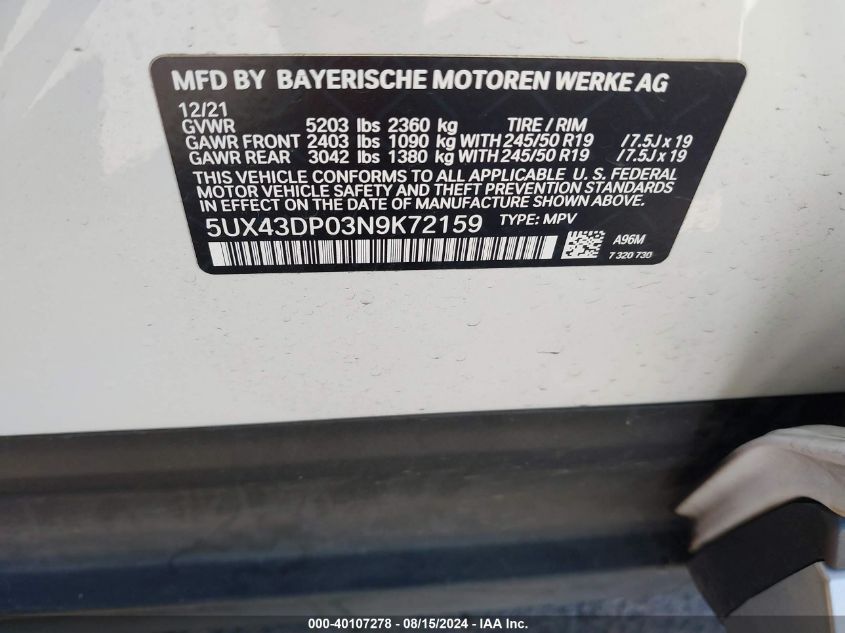 MFD BY BAYERISCHE MOTOREN WERKE AG
12/21
GVWR 5203 lbs 2360 kg TIRE / RIM
GAWR FRONT 2403 lbs 1090 kg WITH 245/50 R19 / 7.5J x 19
GAWR REAR 3042 lbs 1380 kg WITH 245/50 R19 / 7.5J x 19
THIS VEHICLE CONFORMS TO ALL APPLICABLE U. S. FEDERAL
MOTOR VEHICLE SAFETY AND THEFT PREVENTION STANDARDS
IN EFFECT ON THE DATE OF MANUFACTURE SHOWN ABOVE.
5UX43DP03N9K72159 TYPE: MPV
A96M
7 320 730
000-40107278 - 08/15/2024 - IAA Inc.